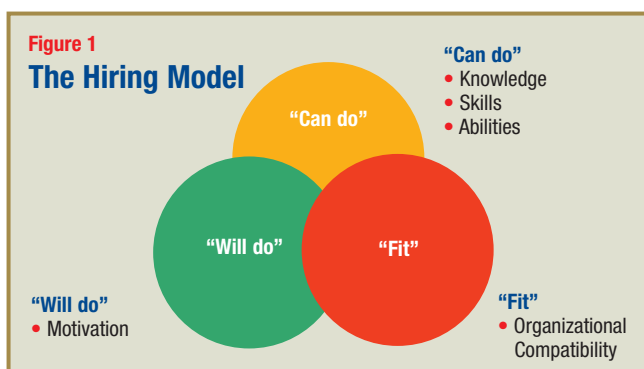 Figure 1
The Hiring Model
“Can do”
• Knowledge
• Skills
• Abilities
“Can do”
“Will do”
“Fit”
“Will do”
• Motivation
“Fit”
• Organizational
Compatibility